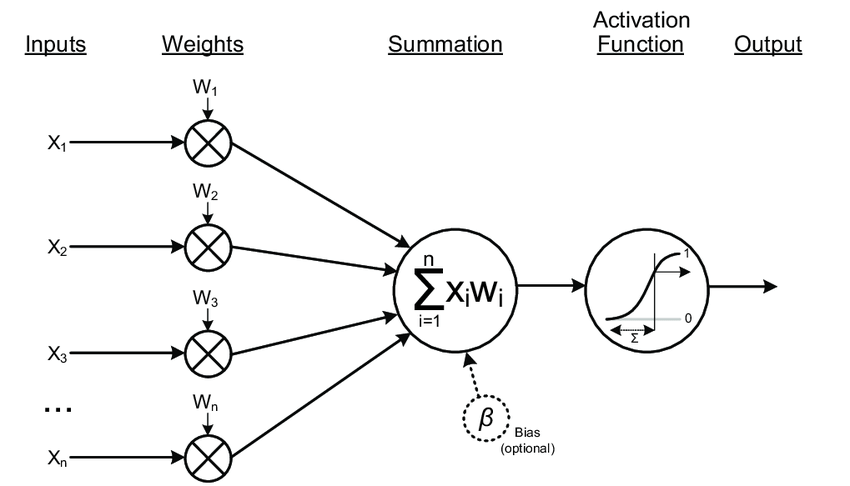 Inputs
Weights
Summation
Activation
Function
Output
W₁
X₁
W₂
X₂
W₃
X₃
...
Wₙ
Xₙ
n
∑xᵢwᵢ
i=1
1
0
Σ
β
Bias
(optional)